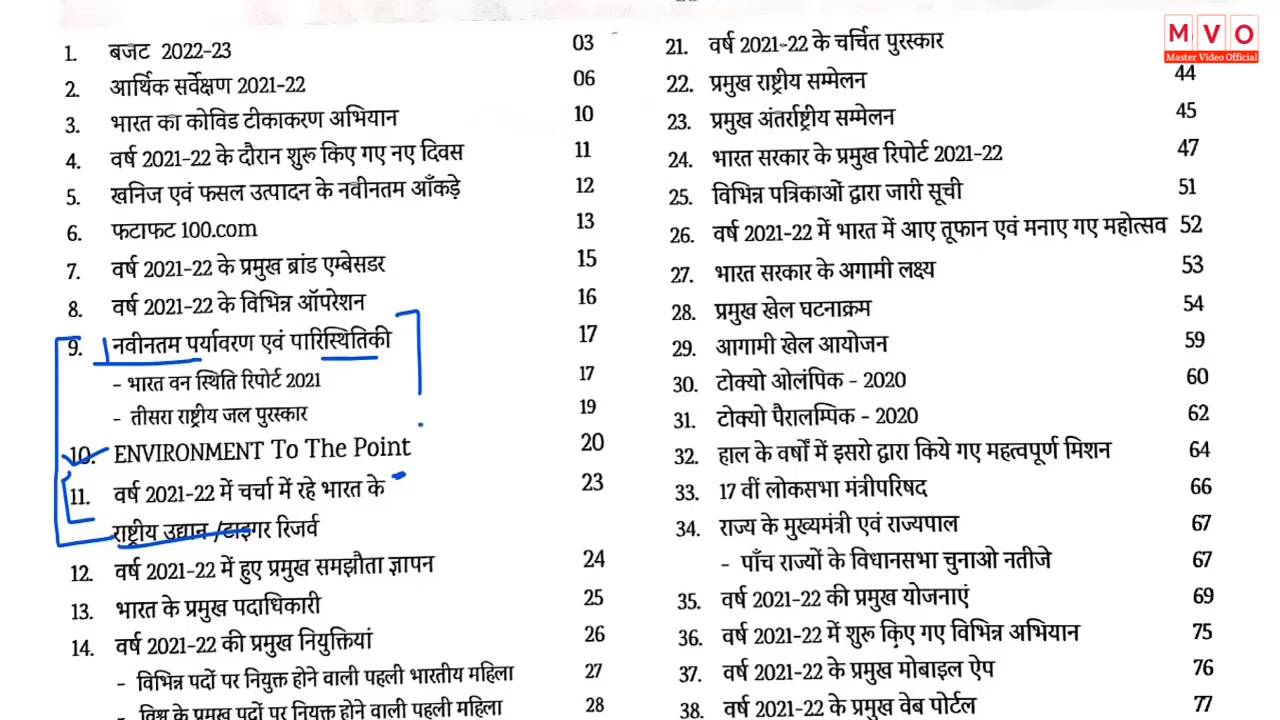 1. बजट 2022-23 03
2. आर्थिक सर्वेक्षण 2021-22 06
3. भारत का कोविड टीकाकरण अभियान 10
4. वर्ष 2021-22 के दौरान शुरू किए गए नए दिवस 11
5. खनिज एवं फसल उत्पादन के नवीनतम आँकड़े 12
6. फटाफट 100.com 13
7. वर्ष 2021-22 के प्रमुख ब्रांड एम्बेसडर 15
8. वर्ष 2021-22 के विभिन्न ऑपरेशन 16
9. नवीनतम पर्यावरण एवं पारिस्थितिकी 17
- भारत वन स्थिति रिपोर्ट 2021 17
- तीसरा राष्ट्रीय जल पुरस्कार 19
10. ENVIRONMENT To The Point 20
11. वर्ष 2021-22 में चर्चा में रहे भारत के 23
राष्ट्रीय उद्यान /टाइगर रिजर्व
12. वर्ष 2021-22 में हुए प्रमुख समझौता ज्ञापन 24
13. भारत के प्रमुख पदाधिकारी 25
14. वर्ष 2021-22 की प्रमुख नियुक्तियां 26
- विभिन्न पदों पर नियुक्त होने वाली पहली भारतीय महिला 27
- विश्व के प्रमुख पदों पर नियुक्त होने वाली पहली महिला 28
21. वर्ष 2021-22 के चर्चित पुरस्कार
22. प्रमुख राष्ट्रीय सम्मेलन 44
23. प्रमुख अंतर्राष्ट्रीय सम्मेलन 45
24. भारत सरकार के प्रमुख रिपोर्ट 2021-22 47
25. विभिन्न पत्रिकाओं द्वारा जारी सूची 51
26. वर्ष 2021-22 में भारत में आए तूफान एवं मनाए गए महोत्सव 52
27. भारत सरकार के अगामी लक्ष्य 53
28. प्रमुख खेल घटनाक्रम 54
29. आगामी खेल आयोजन 59
30. टोक्यो ओलंपिक - 2020 60
31. टोक्यो पैरालम्पिक - 2020 62
32. हाल के वर्षों में इसरो द्वारा किये गए महत्वपूर्ण मिशन 64
33. 17 वीं लोकसभा मंत्रीपरिषद 66
34. राज्य के मुख्यमंत्री एवं राज्यपाल 67
- पाँच राज्यों के विधानसभा चुनाओ नतीजे 67
35. वर्ष 2021-22 की प्रमुख योजनाएं 69
36. वर्ष 2021-22 में शुरू किए गए विभिन्न अभियान 75
37. वर्ष 2021-22 के प्रमुख मोबाइल ऐप 76
38. वर्ष 2021-22 के प्रमुख वेब पोर्टल 77
MVO
Master Video Official